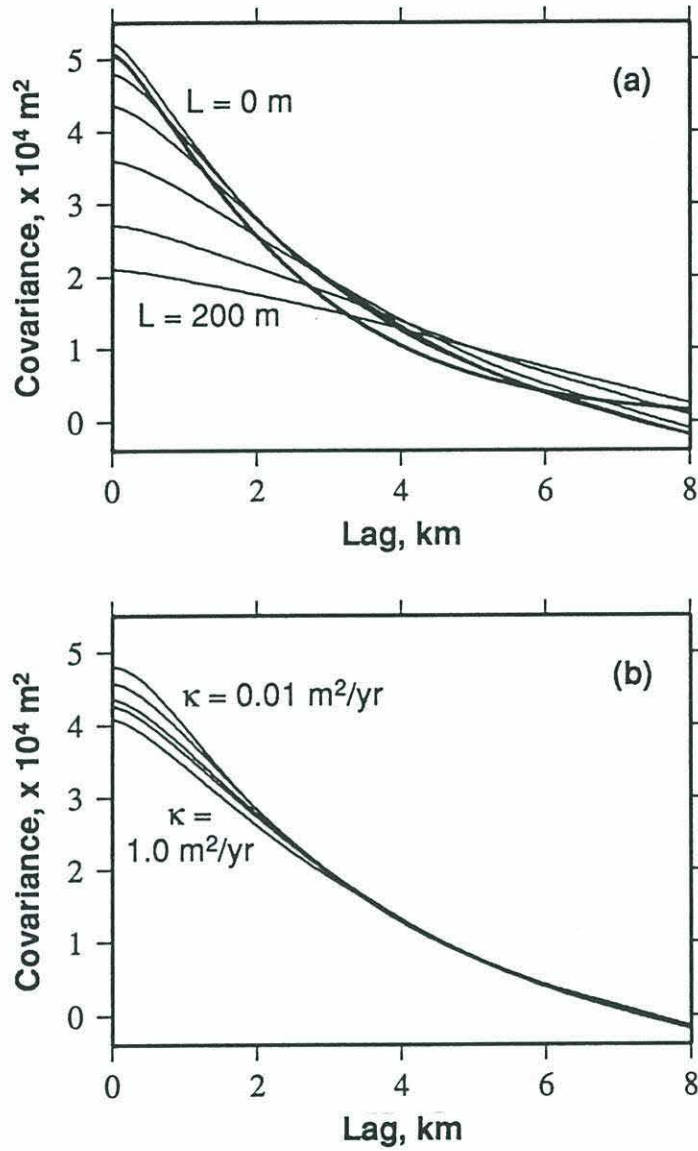 (a)
Covariance, x 10⁴ m²
5
4
3
2
1
0
L = 0 m
L = 200 m
0 2 4 6 8
Lag, km
(b)
Covariance, x 10⁴ m²
5
4
3
2
1
0
κ = 0.01 m²/yr
κ =
1.0 m²/yr
0 2 4 6 8
Lag, km